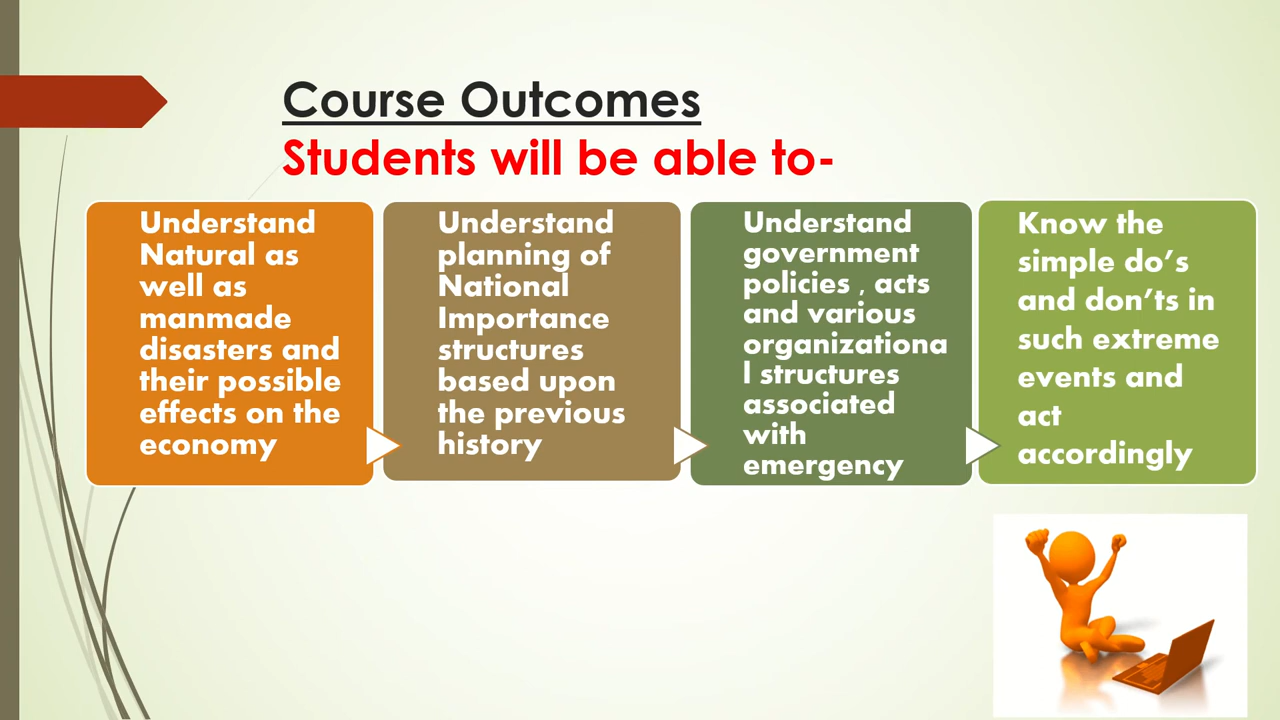 Course Outcomes
Students will be able to-
Understand
Natural as
well as
manmade
disasters and
their possible
effects on the
economy
Understand
planning of
National
Importance
structures
based upon
the previous
history
Understand
government
policies , acts
and various
organizationa
l structures
associated
with
emergency
Know the
simple do’s
and don’ts in
such extreme
events and
act
accordingly